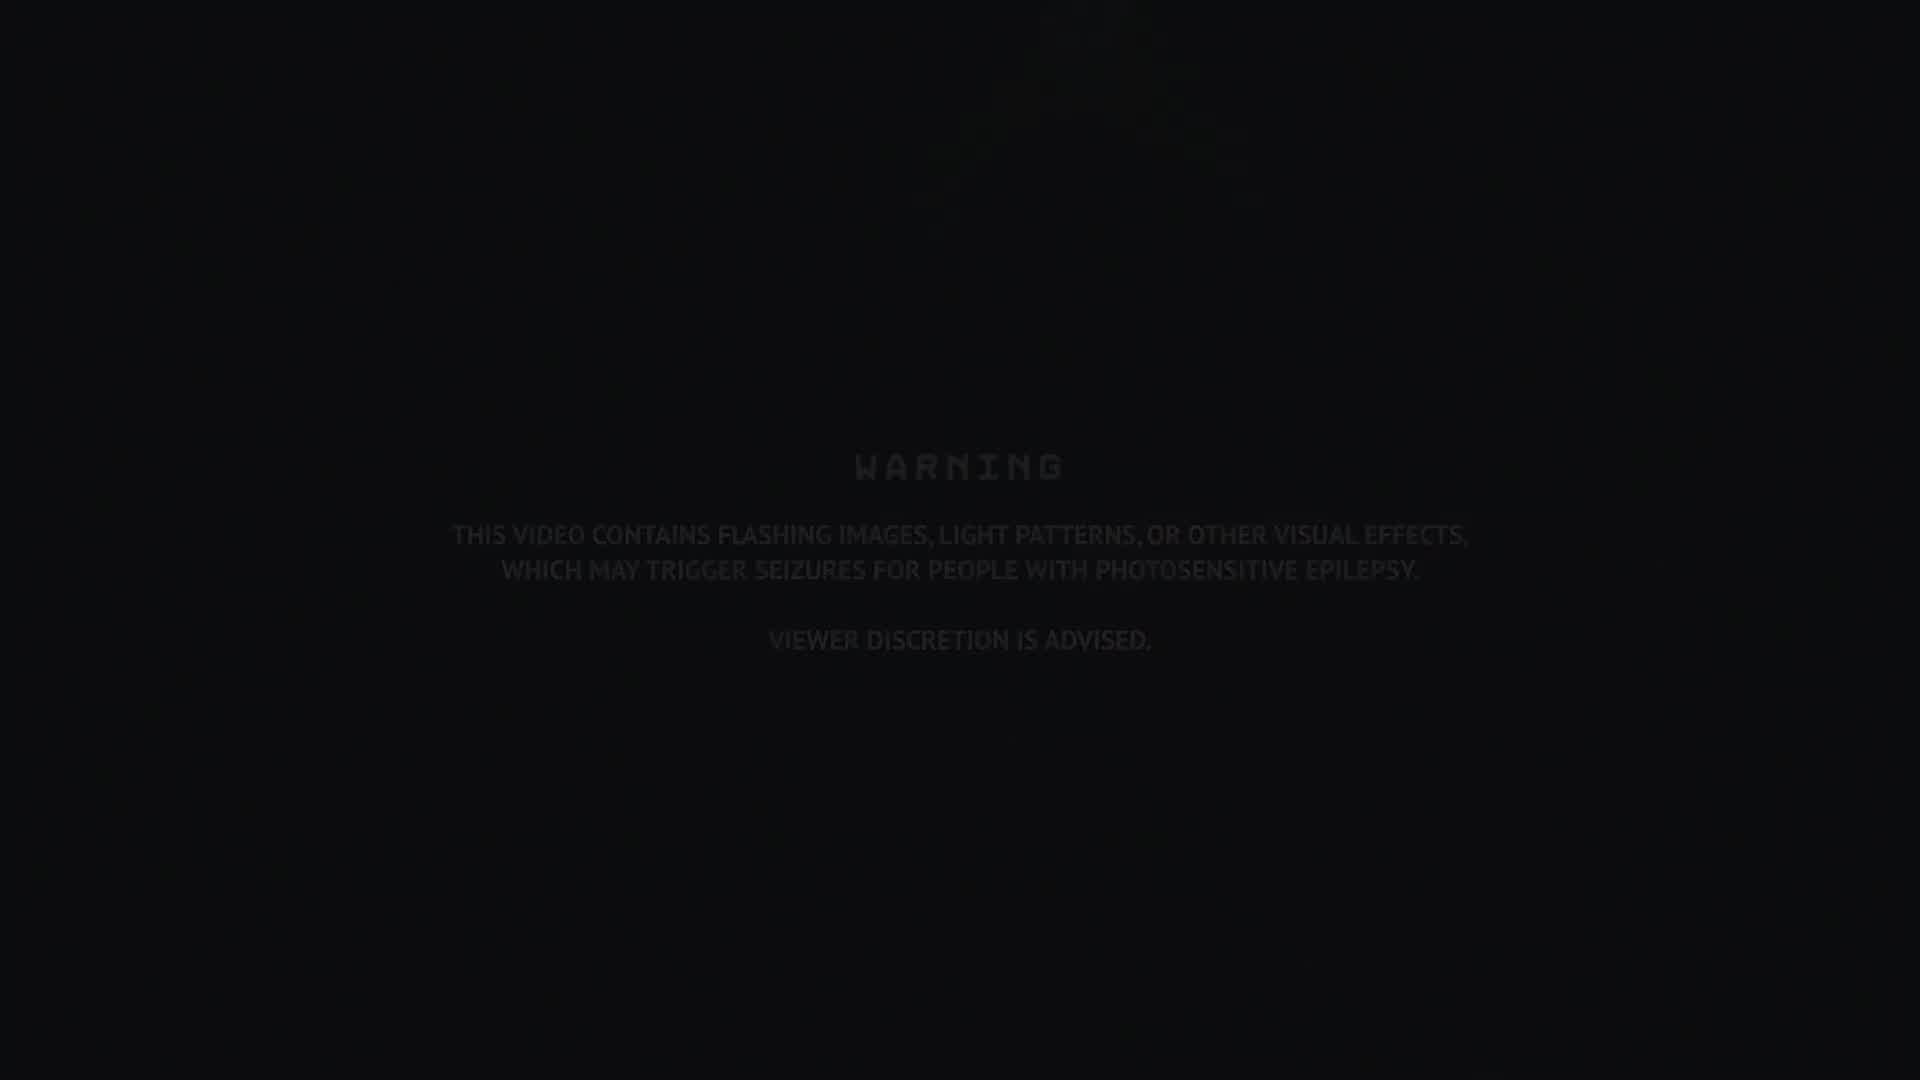 WARNING
THIS VIDEO CONTAINS FLASHING IMAGES, LIGHT PATTERNS, OR OTHER VISUAL EFFECTS,
WHICH MAY TRIGGER SEIZURES FOR PEOPLE WITH PHOTOSENSITIVE EPILEPSY.
VIEWER DISCRETION IS ADVISED.